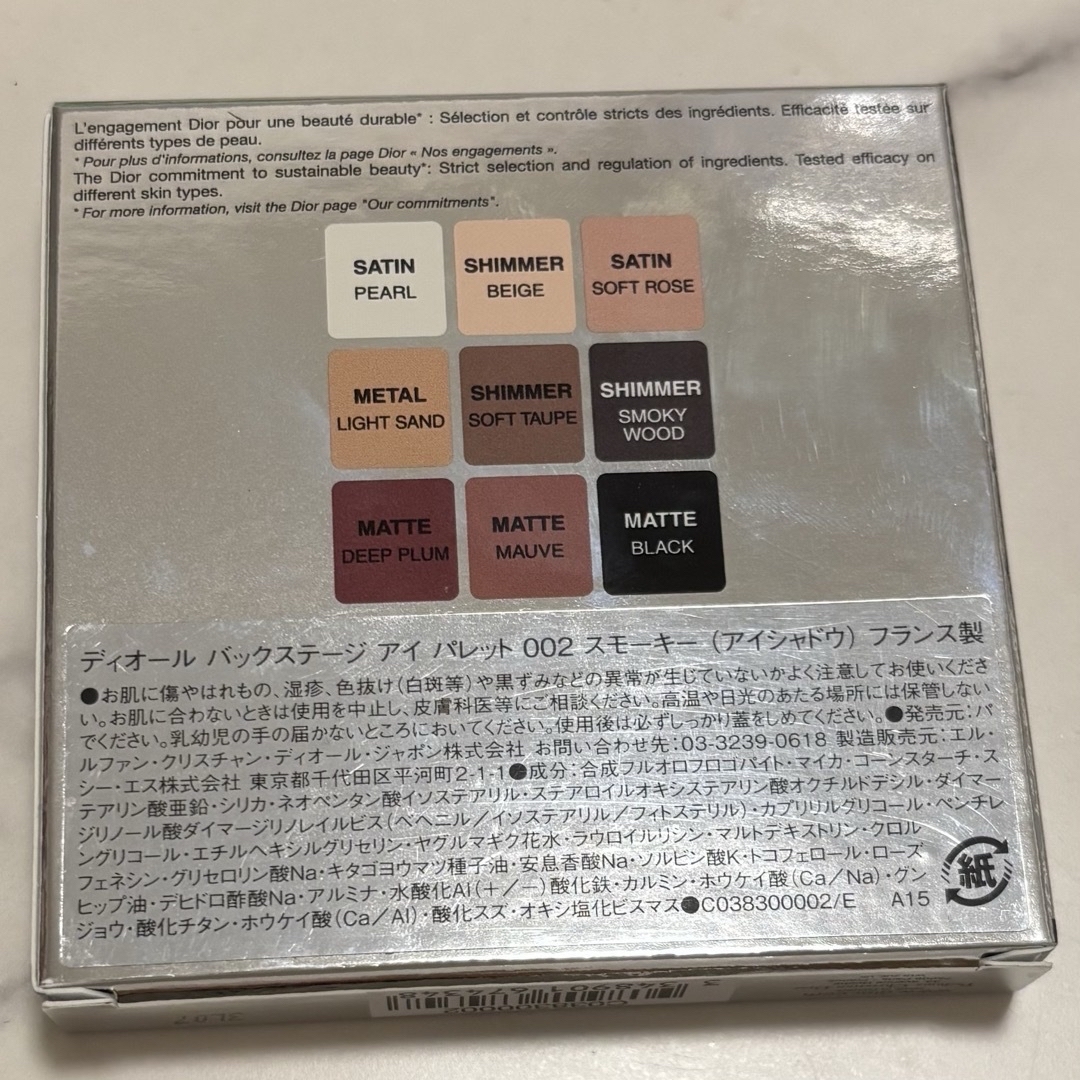 L'engagement Dior pour une beauté durable* : Sélection et contrôle stricts des ingrédients. Efficacité testée sur
différents types de peau.
* Pour plus d'informations, consultez la page Dior « Nos engagements ».
The Dior commitment to sustainable beauty*: Strict selection and regulation of ingredients. Tested efficacy on
different skin types.
* For more information, visit the Dior page "Our commitments".
SATIN
PEARL
SHIMMER
BEIGE
SATIN
SOFT ROSE
METAL
LIGHT SAND
SHIMMER
SOFT TAUPE
SHIMMER
SMOKY
WOOD
MATTE
DEEP PLUM
MATTE
MAUVE
MATTE
BLACK
ディオール バックステージ アイ パレット 002 スモーキー (アイシャドウ) フランス製
●お肌に傷やはれもの、湿疹、色抜け(白斑等)や黒ずみなどの異常が生じていないかよく注意してお使いくださ
い。お肌に合わないときは使用を中止し、皮膚科医等にご相談ください。高温や日光のあたる場所には保管しない
でください。乳幼児の手の届かないところにおいてください。使用後は必ずしっかり蓋をしめてください。●発売元:パ
ルファン・クリスチャン・ディオール・ジャポン株式会社 お問い合わせ先:03-3239-0618 製造販売元:エル・
シー・エス株式会社 東京都千代田区平河町2-1-1●成分:合成フルオロフロゴパイト・マイカ・コーンスターチ・ス
テアリン酸亜鉛・シリカ・ネオペンタン酸イソステアリル・ステアロイルオキシステアリン酸オクチルドデシル・ダイマー
ジリノール酸ダイマージリノレイルビス(ベヘニル/イソステアリル/フィトステリル)・カプリリルグリコール・ペンチレ
ングリコール・エチルヘキシルグリセリン・ヤグルマギク花水・ラウロイルリシン・マルトデキストリン・クロル
フェネシン・グリセロリン酸Na・キタゴヨウマツ種子油・安息香酸Na・ソルビン酸K・トコフェロール・ローズ
ヒップ油・デヒドロ酢酸Na・アルミナ・水酸化Al(+/-)酸化鉄・カルミン・ホウケイ酸(Ca/Na)・グン
ジョウ・酸化チタン・ホウケイ酸(Ca/Al)・酸化スズ・オキシ塩化ビスマス●C038300002/E A15
紙
3L07
C038300002
3 348901 674348